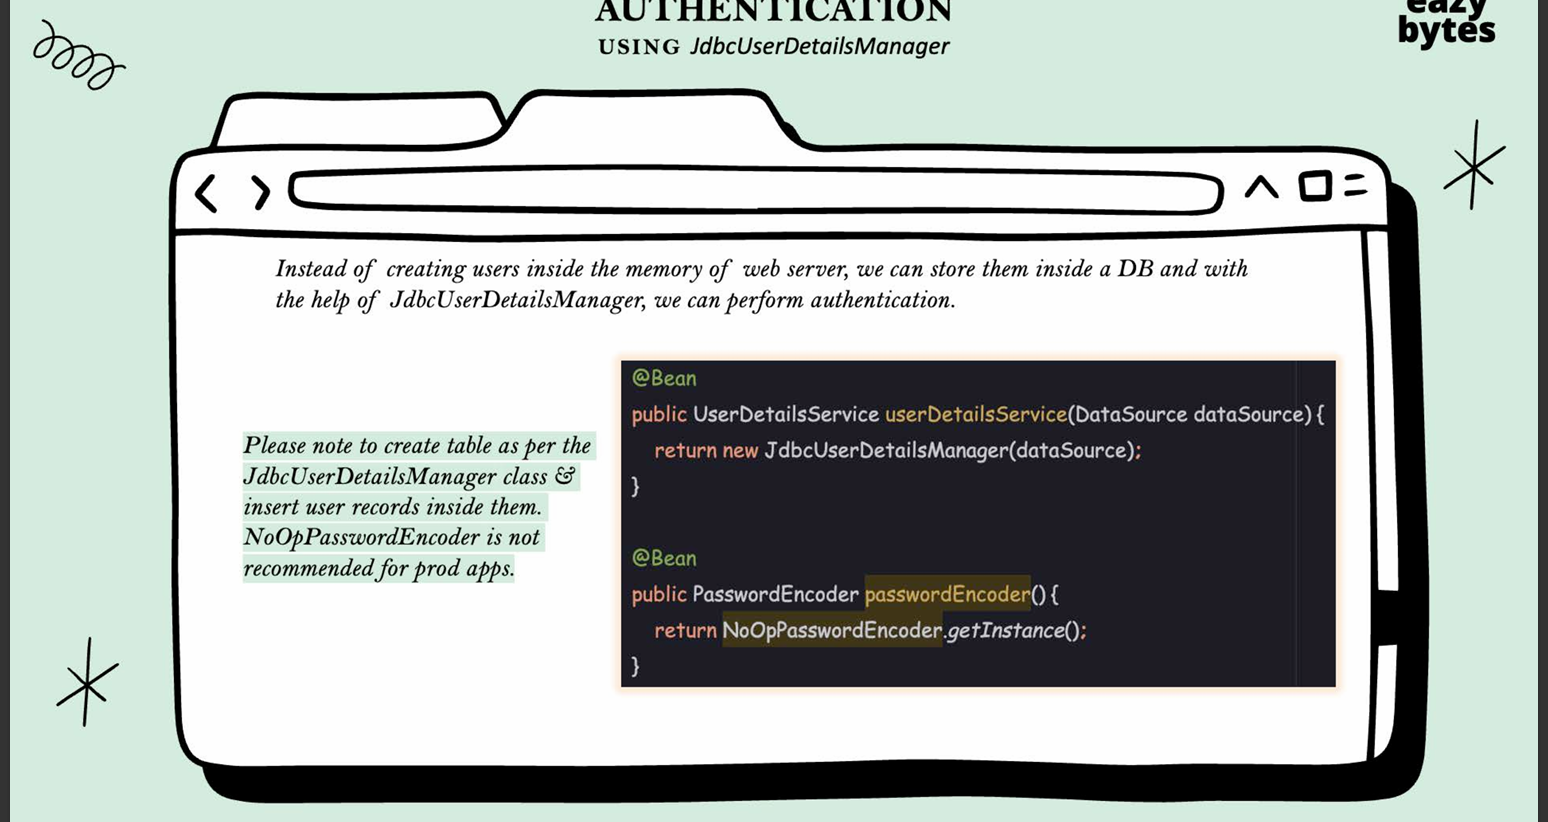 AUTHENTICATION
USING JdbcUserDetailsManager
eazy
bytes
Instead of creating users inside the memory of web server, we can store them inside a DB and with
the help of JdbcUserDetailsManager, we can perform authentication.
Please note to create table as per the
JdbcUserDetailsManager class &
insert user records inside them.
NoOpPasswordEncoder is not
recommended for prod apps.
@Bean
public UserDetailsService userDetailsService(DataSource dataSource) {
return new JdbcUserDetailsManager(dataSource);
}
@Bean
public PasswordEncoder passwordEncoder() {
return NoOpPasswordEncoder.getInstance();
}